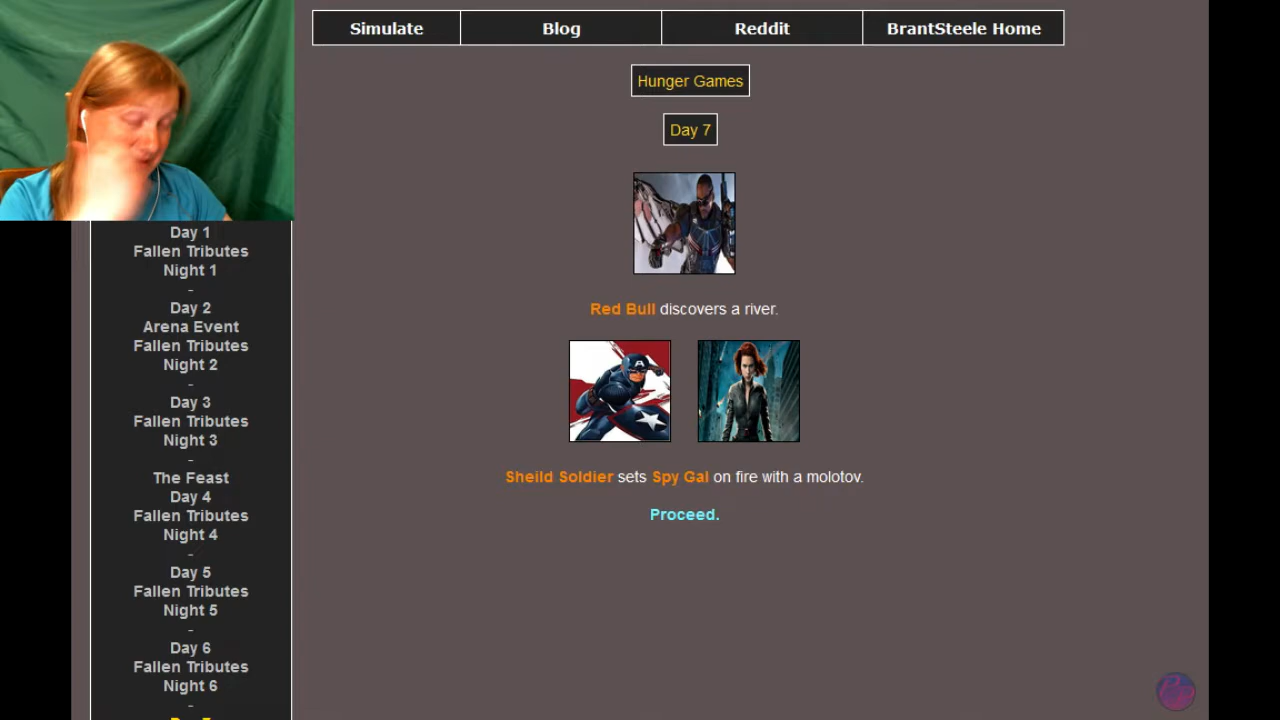 Simulate
Blog
Reddit
BrantSteele Home
Hunger Games
Day 7
Red Bull discovers a river.
Sheild Soldier sets Spy Gal on fire with a molotov.
Proceed.
Day 1
Fallen Tributes
Night 1
-
Day 2
Arena Event
Fallen Tributes
Night 2
-
Day 3
Fallen Tributes
Night 3
-
The Feast
Day 4
Fallen Tributes
Night 4
-
Day 5
Fallen Tributes
Night 5
-
Day 6
Fallen Tributes
Night 6
-